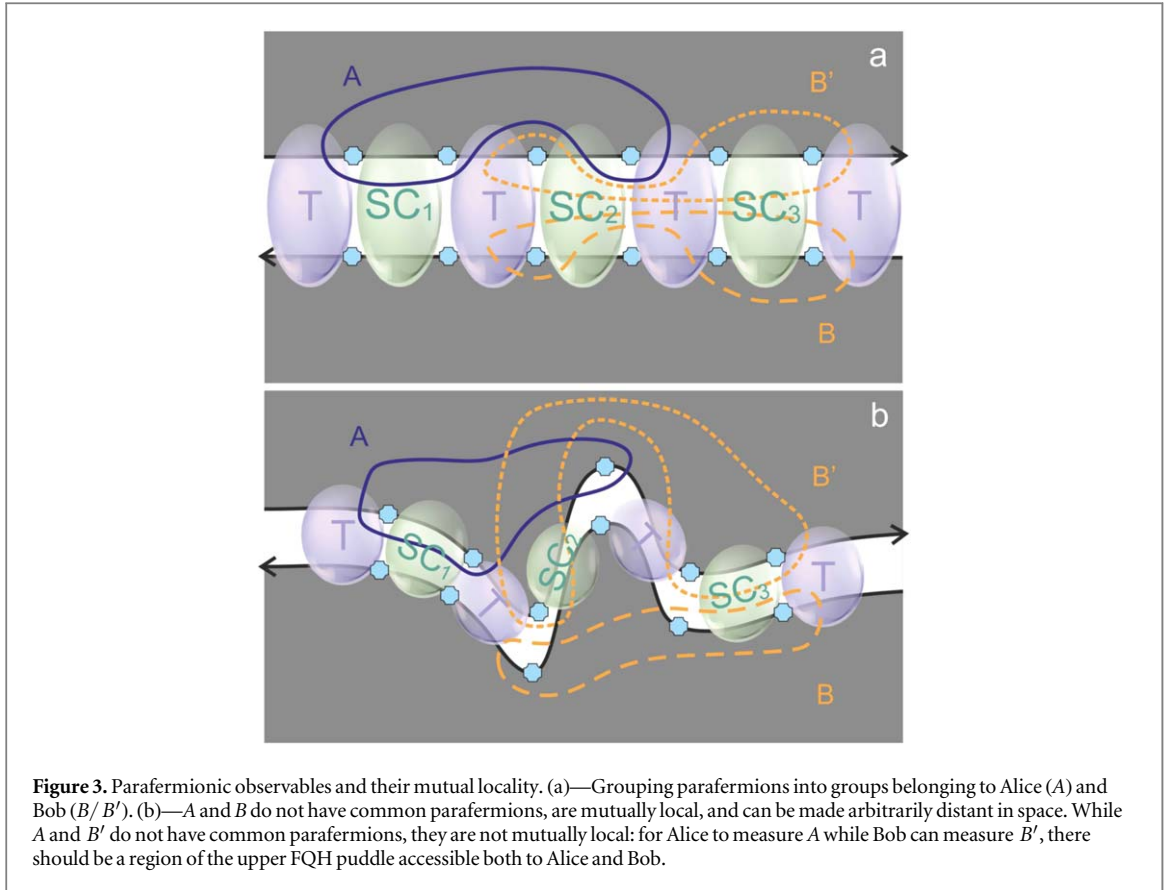 a
A
B’
T
SC1
T
SC2
T
SC3
T
B
b
A
B’
T
SC1
T
SC2
T
SC3
T
B
Figure 3. Parafermionic observables and their mutual locality. (a)—Grouping parafermions into groups belonging to Alice (A) and
Bob (B/B′). (b)—A and B do not have common parafermions, are mutually local, and can be made arbitrarily distant in space. While
A and B′ do not have common parafermions, they are not mutually local: for Alice to measure A while Bob can measure B′, there
should be a region of the upper FQH puddle accessible both to Alice and Bob.